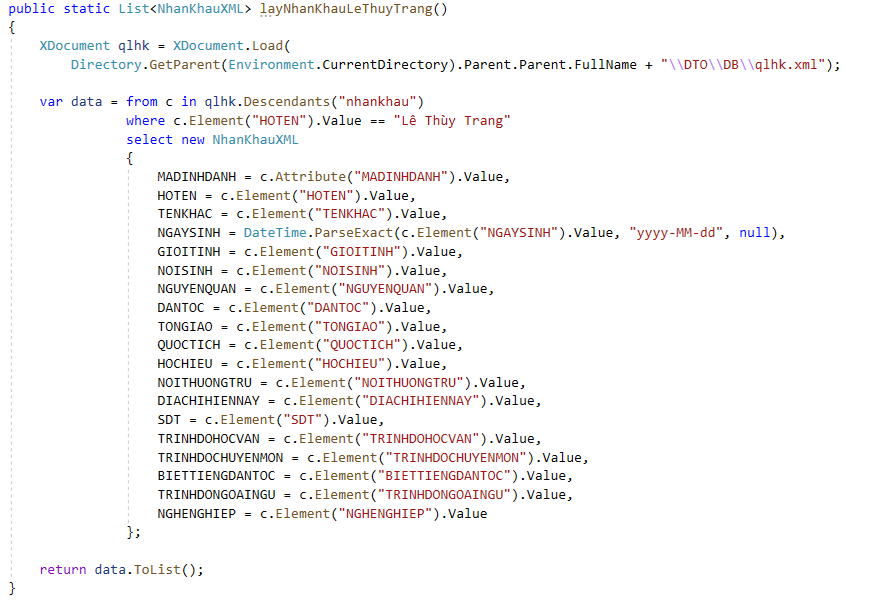 public static List<NhanKhauXML> layNhanKhauLeThuyTrang()
{
    XDocument qlhk = XDocument.Load(
        Directory.GetParent(Environment.CurrentDirectory).Parent.Parent.FullName + "\\DTO\\DB\\qlhk.xml");

    var data = from c in qlhk.Descendants("nhankhau")
               where c.Element("HOTEN").Value == "Lê Thùy Trang"
               select new NhanKhauXML
               {
                   MADINHDANH = c.Attribute("MADINHDANH").Value,
                   HOTEN = c.Element("HOTEN").Value,
                   TENKHAC = c.Element("TENKHAC").Value,
                   NGAYSINH = DateTime.ParseExact(c.Element("NGAYSINH").Value, "yyyy-MM-dd", null),
                   GIOITINH = c.Element("GIOITINH").Value,
                   NOISINH = c.Element("NOISINH").Value,
                   NGUYENQUAN = c.Element("NGUYENQUAN").Value,
                   DANTOC = c.Element("DANTOC").Value,
                   TONGIAO = c.Element("TONGIAO").Value,
                   QUOCTICH = c.Element("QUOCTICH").Value,
                   HOCHIEU = c.Element("HOCHIEU").Value,
                   NOITHUONGTRU = c.Element("NOITHUONGTRU").Value,
                   DIACHIHIENNAY = c.Element("DIACHIHIENNAY").Value,
                   SDT = c.Element("SDT").Value,
                   TRINHDOHOCVAN = c.Element("TRINHDOHOCVAN").Value,
                   TRINHDOCHUYENMON = c.Element("TRINHDOCHUYENMON").Value,
                   BIETTIENGDANTOC = c.Element("BIETTIENGDANTOC").Value,
                   TRINHDONGOAINGU = c.Element("TRINHDONGOAINGU").Value,
                   NGHENGHIEP = c.Element("NGHENGHIEP").Value
               };

    return data.ToList();
}